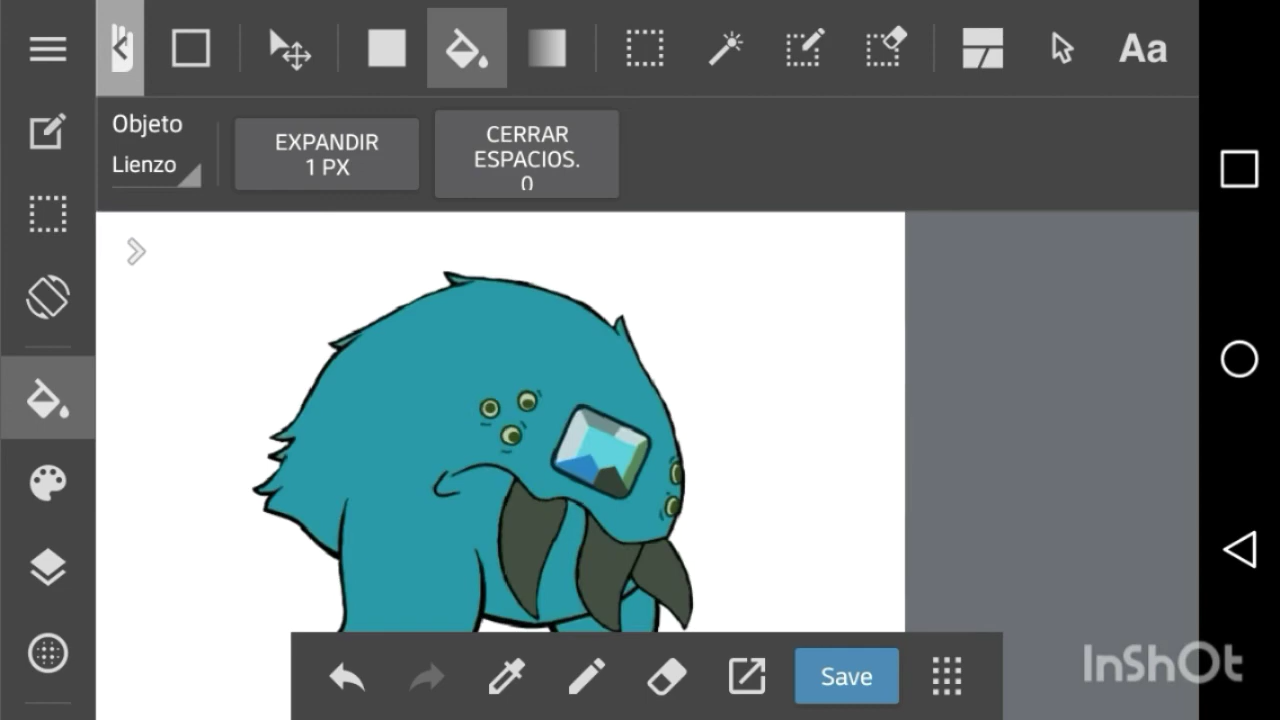 Aa
Objeto
Lienzo
EXPANDIR
1 PX
CERRAR
ESPACIOS.
0
Save
InShOt